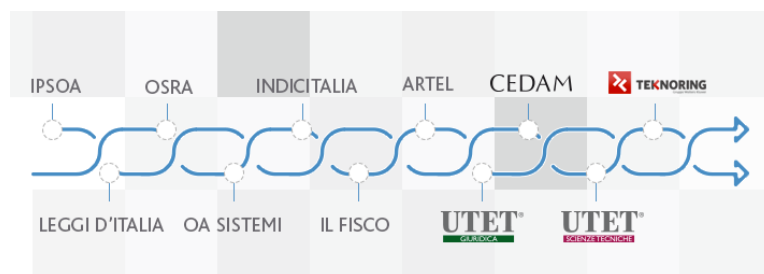 IPSOA
OSRA
INDICITALIA
ARTEL
CEDAM
TEKNORING
LEGGI D'ITALIA
OA SISTEMI
IL FISCO
UTET®
GIURIDICA
UTET®
SCIENZE TECNICHE